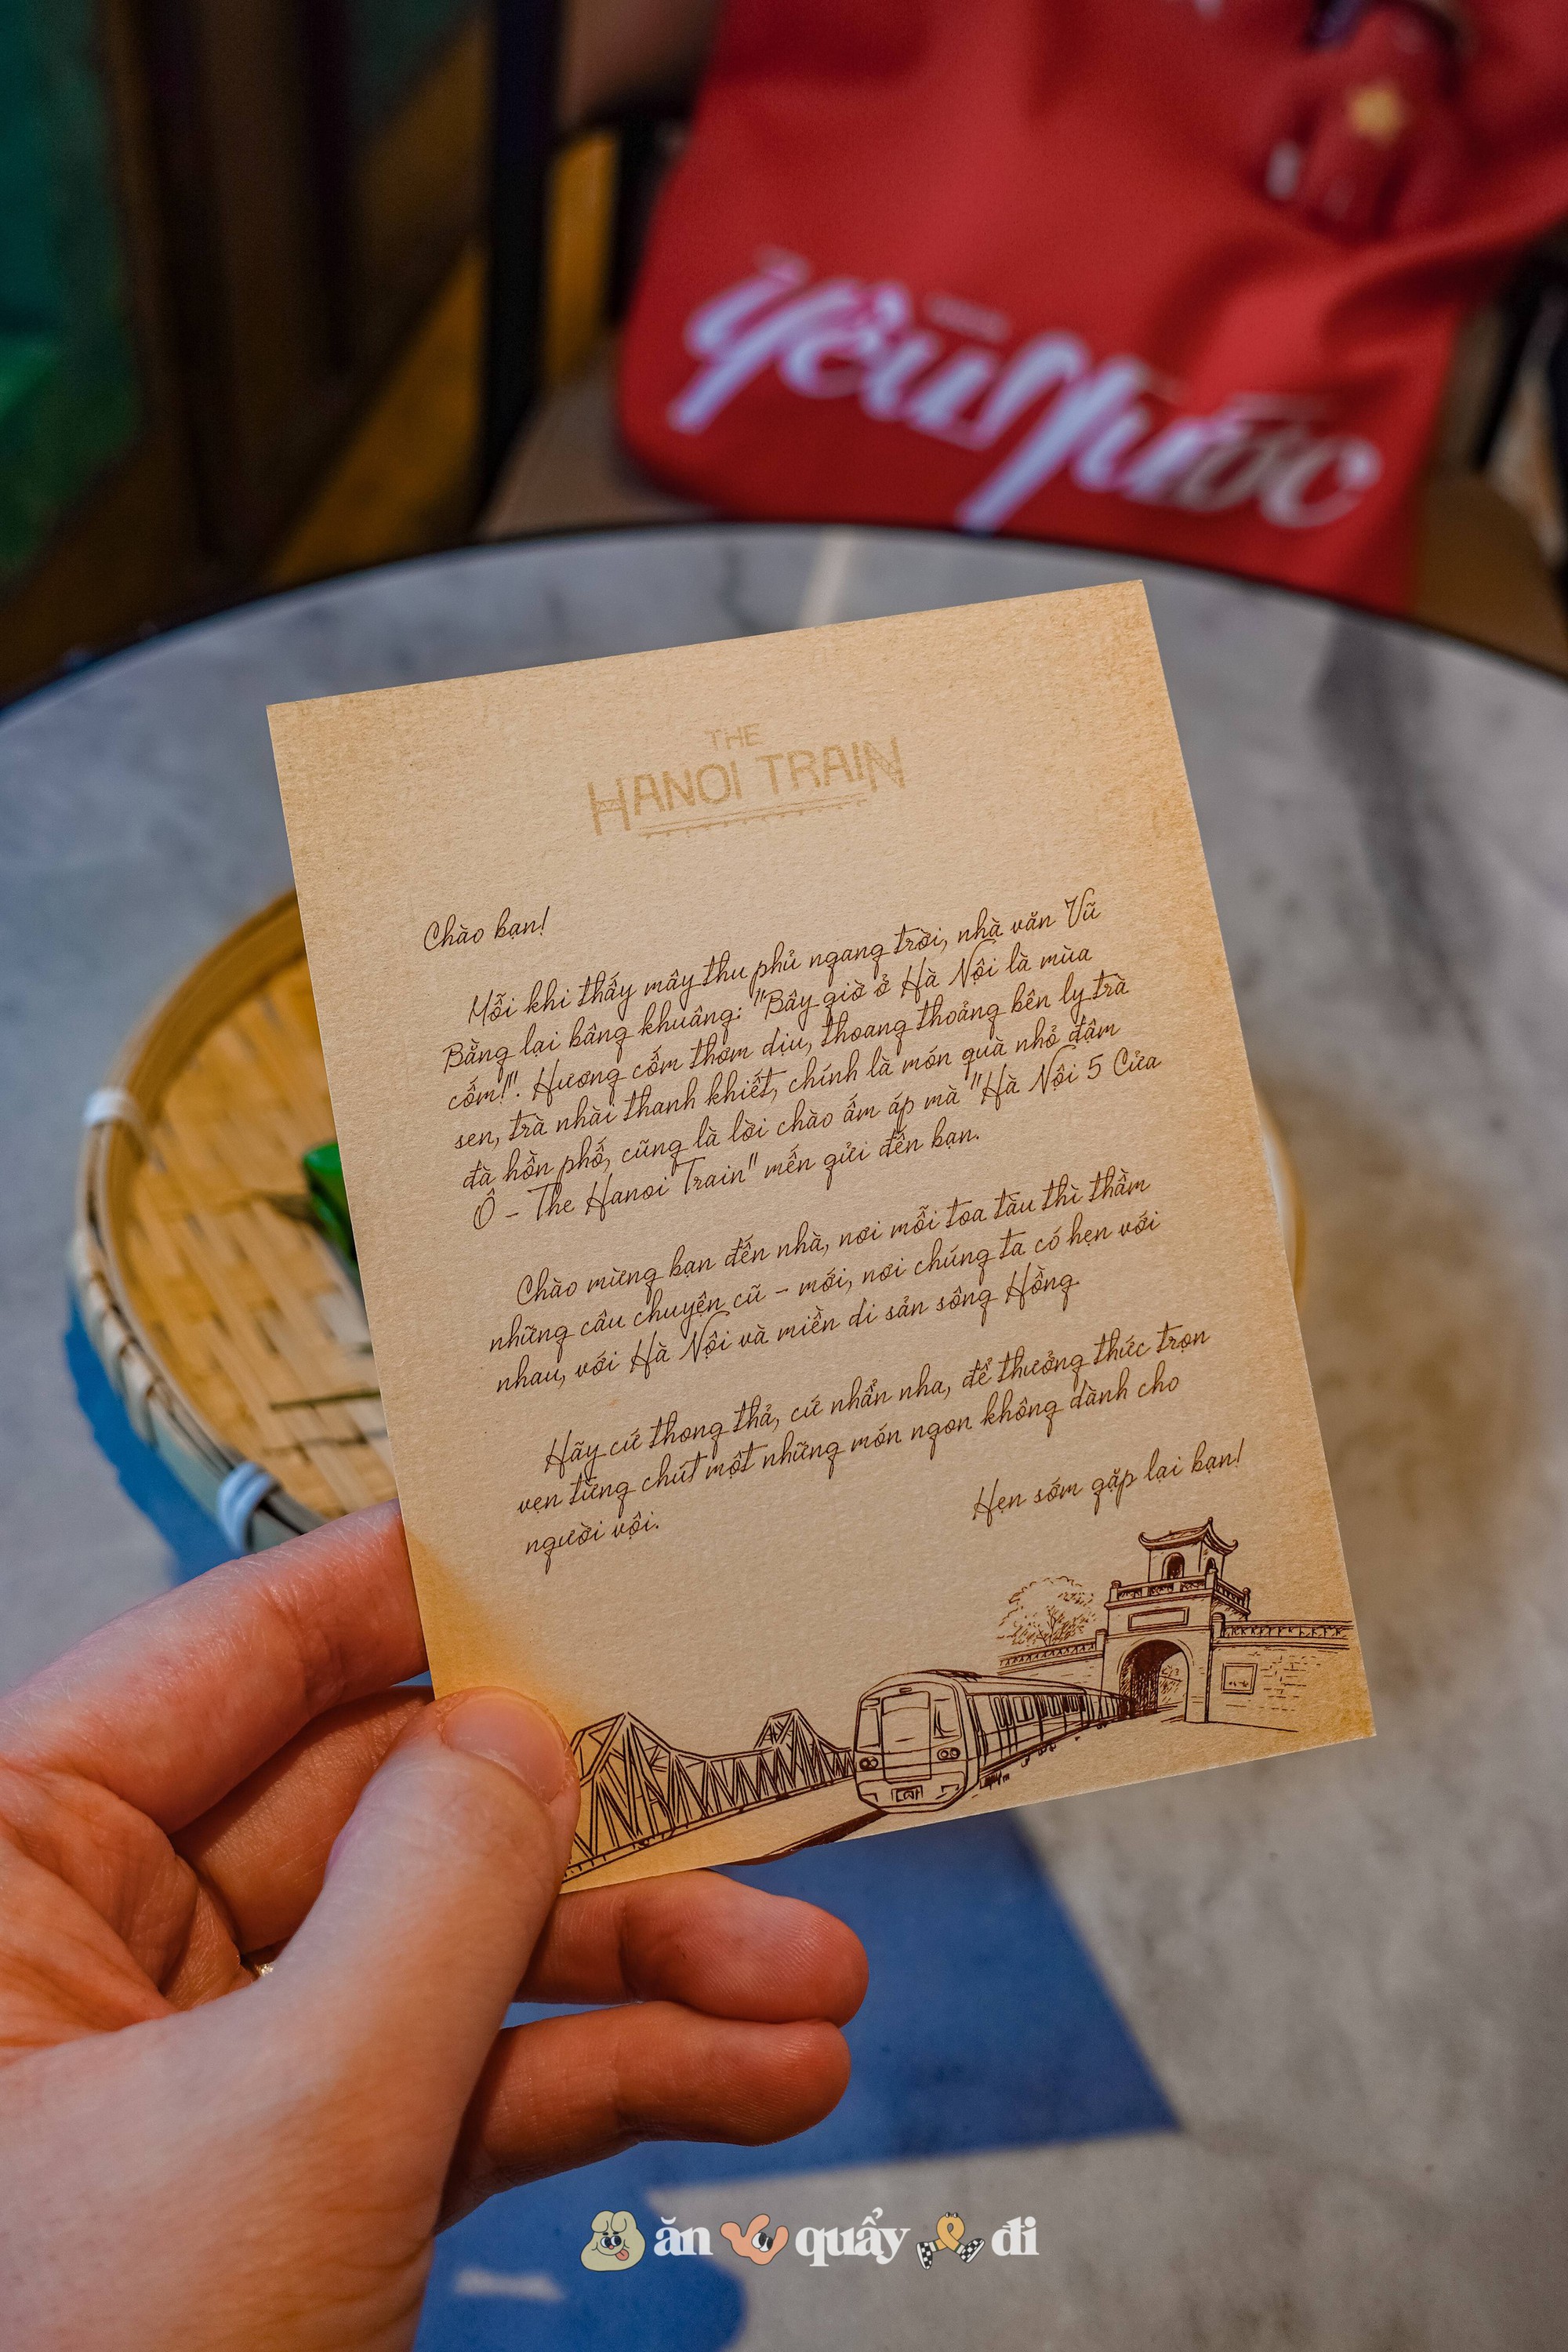 yêu Nước
THE
HANOI TRAIN
Chào bạn!
Mỗi khi thấy mây thu phủ ngang trời, nhà văn Vũ
Bằng lại bâng khuâng: "Bây giờ ở Hà Nội là mùa
cốm!". Hương cốm thơm dịu, thoang thoảng bên ly trà
sen, trà nhài thanh khiết, chính là món quà nhỏ đậm
đà hồn phố, cũng là lời chào ấm áp mà "Hà Nội 5 Cửa
Ô - The Hanoi Train" mến gửi đến bạn.
Chào mừng bạn đến nhà, nơi mỗi toa tàu thì thầm
những câu chuyện cũ - mới, nơi chúng ta có hẹn với
nhau, với Hà Nội và miền di sản sông Hồng.
Hãy cứ thong thả, cứ nhẩn nha, để thưởng thức trọn
vẹn từng chút một những món ngon không dành cho
người vội.
Hẹn sớm gặp lại bạn!
ăn quẩy đi